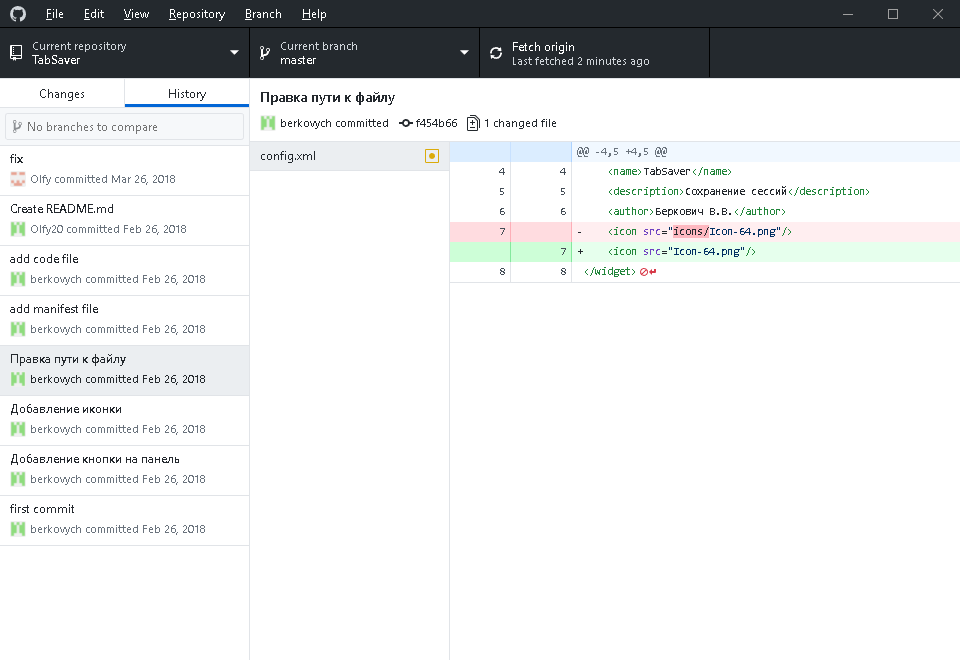 File Edit View Repository Branch Help
Current repository
TabSaver
Current branch
master
Fetch origin
Last fetched 2 minutes ago
Changes
History
No branches to compare
fix
Olfy committed Mar 26, 2018
Create README.md
Olfy20 committed Feb 26, 2018
add code file
berkovych committed Feb 26, 2018
add manifest file
berkovych committed Feb 26, 2018
Правка пути к файлу
berkovych committed Feb 26, 2018
Добавление иконки
berkovych committed Feb 26, 2018
Добавление кнопки на панель
berkovych committed Feb 26, 2018
first commit
berkovych committed Feb 26, 2018
Правка пути к файлу
berkovych committed f454b66 1 changed file
config.xml
@@ -4,5 +4,5 @@
4 4 <name>TabSaver</name>
5 5 <description>Сохранение сессий</description>
6 6 <author>Беркович В.В.</author>
7 - <icon src="icons/Icon-64.png"/>
7 + <icon src="Icon-64.png"/>
8 8 </widget>